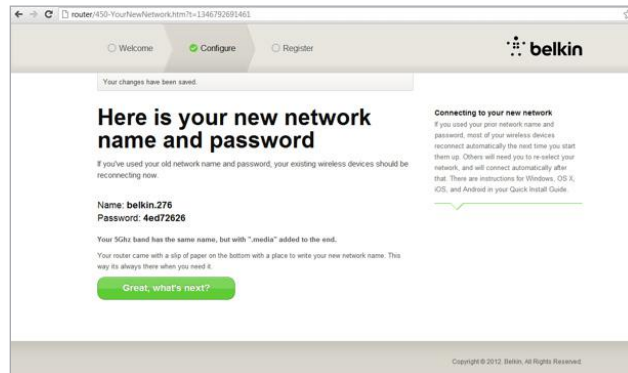 router/450-YourNewNetwork.htm?t=1346792691461
Welcome
Configure
Register
belkin
Your changes have been saved.
Here is your new network
name and password
If you've used your old network name and password, your existing wireless devices should be
reconnecting now.
Name: belkin.276
Password: 4ed72626
Your 5Ghz band has the same name, but with ".media" added to the end.
Your router came with a slip of paper on the bottom with a place to write your new network name. This
way its always there when you need it.
Great, what's next?
Connecting to your new network
If you used your prior network name and
password, most of your wireless devices
reconnect automatically the next time you start
them up. Others will need you to re-select your
network, and will connect automatically after
that. There are instructions for Windows, OS X,
iOS, and Android in your Quick Install Guide.
Copyright © 2012. Belkin, All Rights Reserved.